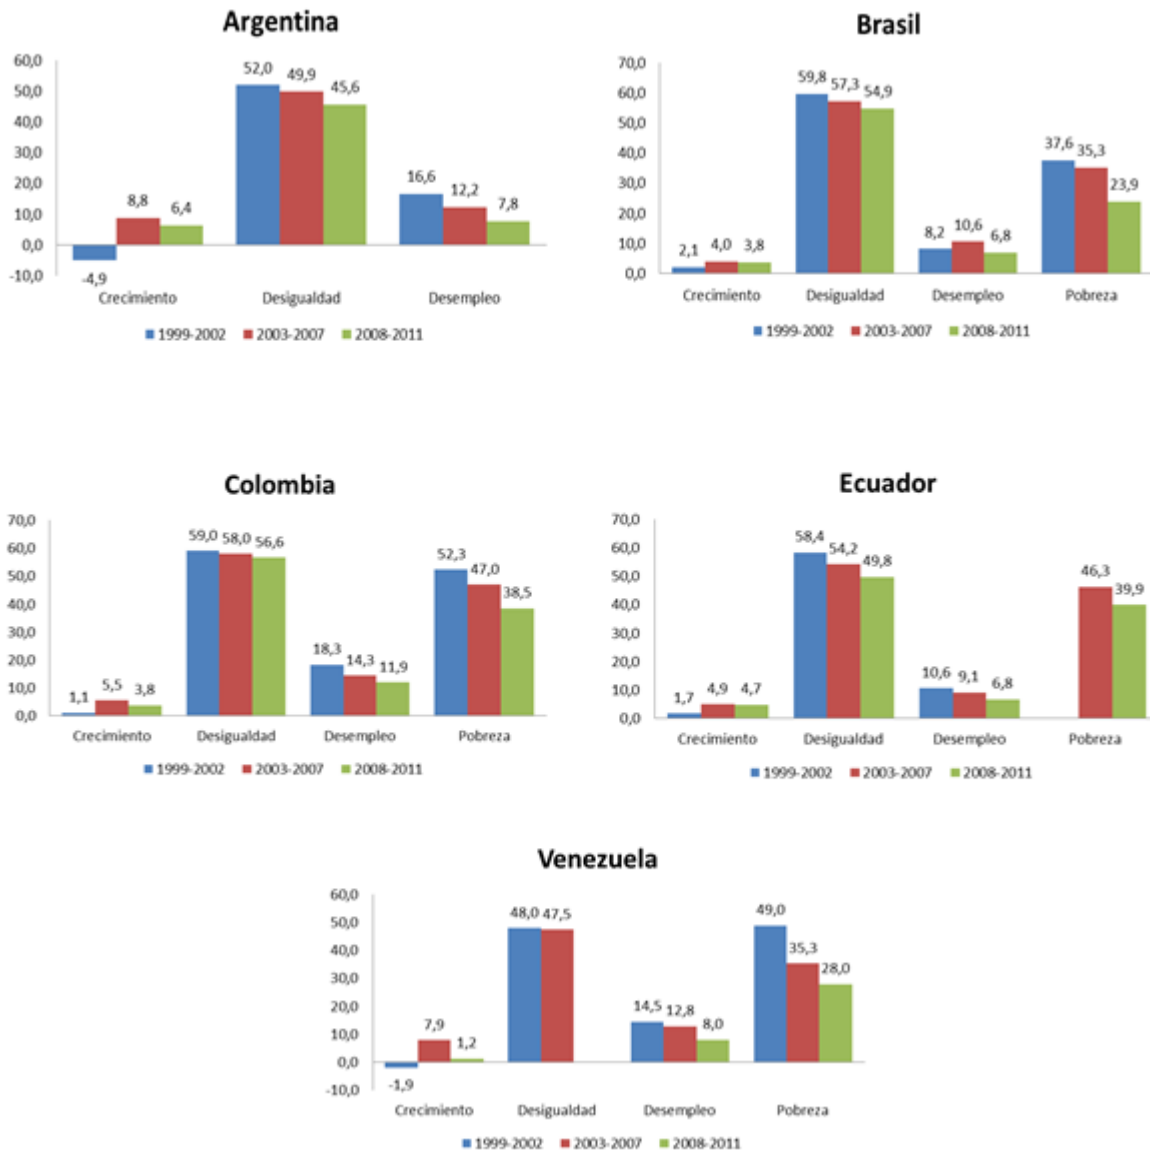 Argentina
60,0
50,0
40,0
30,0
20,0
10,0
0,0
-10,0
52,0 49,9 45,6
16,6 12,2 7,8
8,8 6,4
-4,9
Crecimiento Desigualdad Desempleo
1999-2002 2003-2007 2008-2011
Brasil
70,0
60,0
50,0
40,0
30,0
20,0
10,0
0,0
59,8 57,3 54,9
37,6 35,3 23,9
2,1 4,0 3,8
8,2 10,6 6,8
Crecimiento Desigualdad Desempleo Pobreza
1999-2002 2003-2007 2008-2011
Colombia
70,0
60,0
50,0
40,0
30,0
20,0
10,0
0,0
59,0 58,0 56,6
52,3 47,0 38,5
18,3 14,3 11,9
1,1 5,5 3,8
Crecimiento Desigualdad Desempleo Pobreza
1999-2002 2003-2007 2008-2011
Ecuador
70,0
60,0
50,0
40,0
30,0
20,0
10,0
0,0
58,4 54,2 49,8
46,3 39,9
10,6 9,1 6,8
1,7 4,9 4,7
Crecimiento Desigualdad Desempleo Pobreza
1999-2002 2003-2007 2008-2011
Venezuela
60,0
50,0
40,0
30,0
20,0
10,0
0,0
-10,0
48,0 47,5
49,0 35,3 28,0
14,5 12,8 8,0
7,9 1,2
-1,9
Crecimiento Desigualdad Desempleo Pobreza
1999-2002 2003-2007 2008-2011